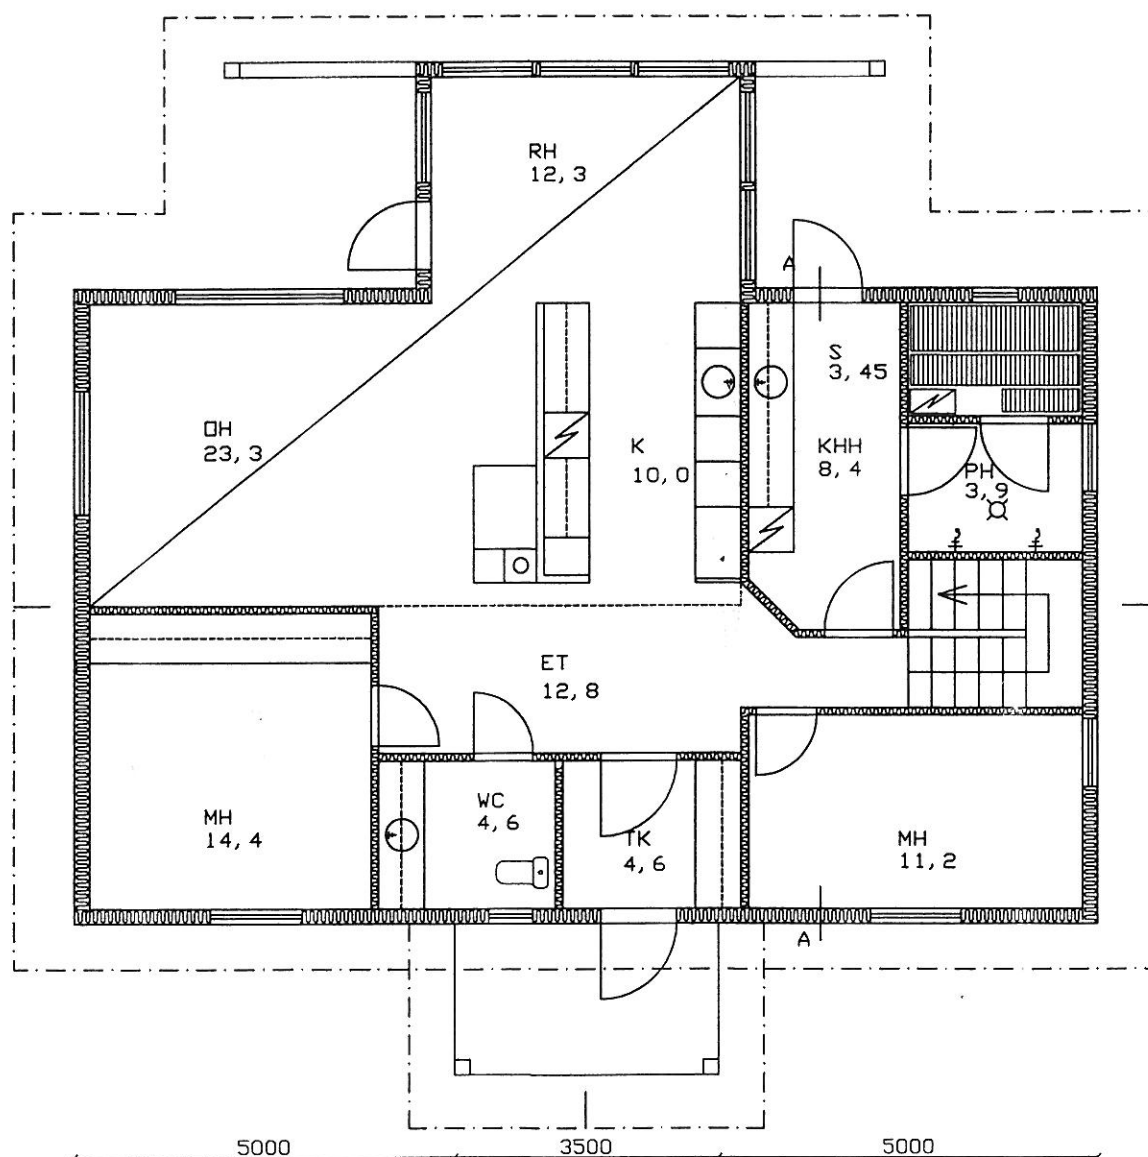 RH
12,3
A
S
3,45
OH
23,3
K
10,0
KHH
8,4
PH
3,9
ET
12,8
WC
4,6
MH
14,4
TK
4,6
MH
11,2
A
5000
3500
5000